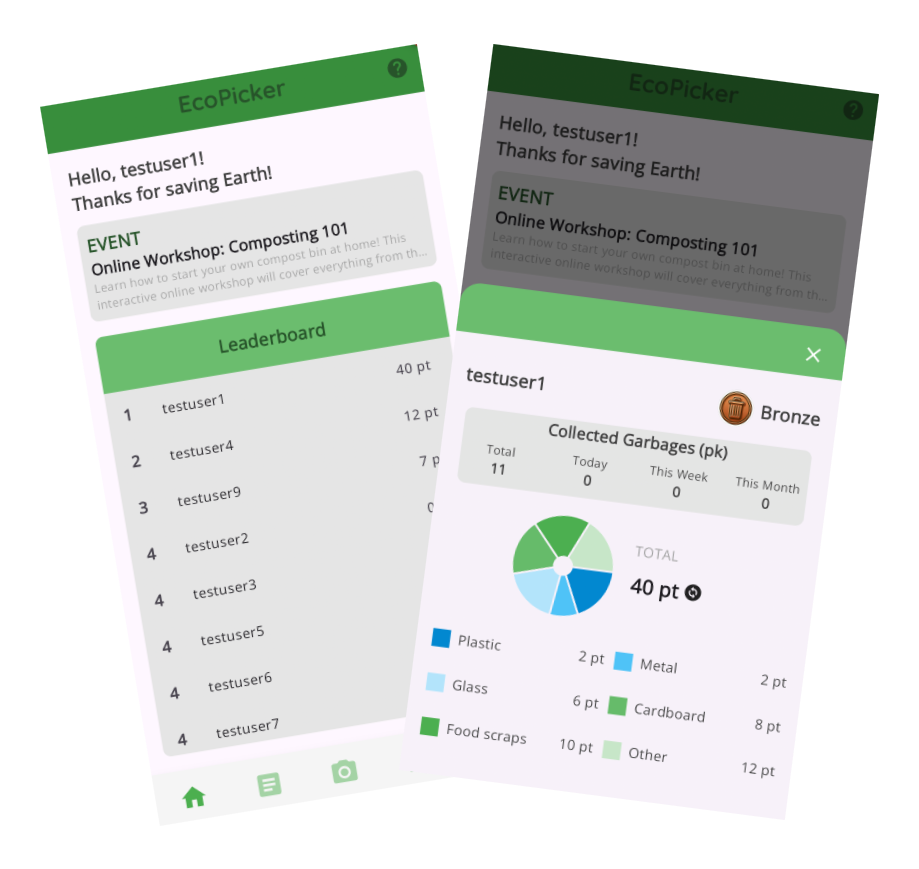 EcoPicker
Hello, testuser1!
Thanks for saving Earth!
EVENT
Online Workshop: Composting 101
Learn how to start your own compost bin at home! This
interactive online workshop will cover everything from th...
Leaderboard
1 testuser1 40 pt
2 testuser4 12 pt
3 testuser9 7 p
4 testuser2 0
4 testuser3
4 testuser5
4 testuser6
4 testuser7
EcoPicker
Hello, testuser1!
Thanks for saving Earth!
EVENT
Online Workshop: Composting 101
Learn how to start your own compost bin at home! This
interactive online workshop will cover everything from th...
testuser1 Bronze
Collected Garbages (pk)
Total Today This Week This Month
11 0 0 0
TOTAL
40 pt
Plastic 2 pt Metal 2 pt
Glass 6 pt Cardboard 8 pt
Food scraps 10 pt Other 12 pt